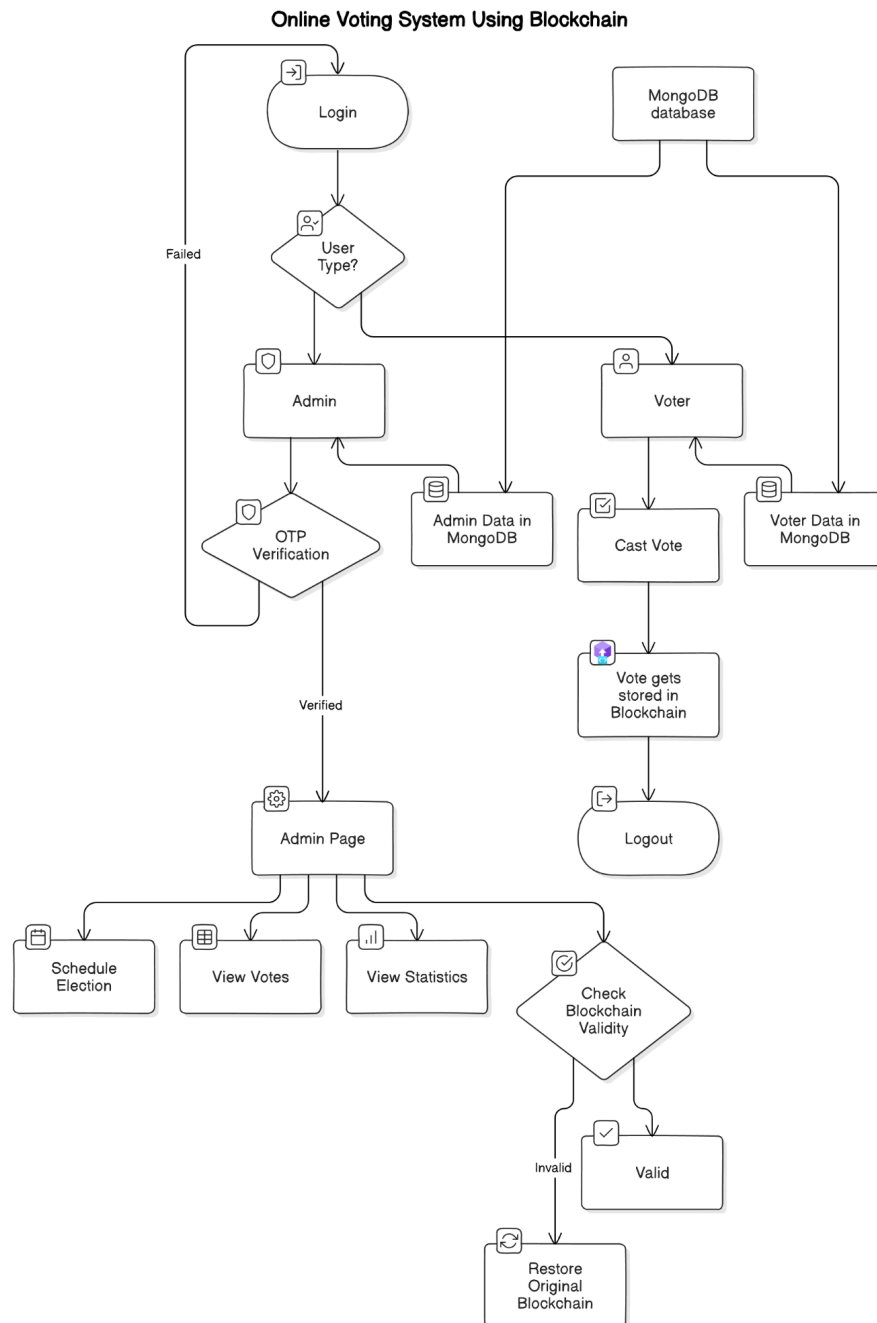 Online Voting System Using Blockchain
Login
MongoDB
database
User
Type?
Failed
Admin
Voter
OTP
Verification
Admin Data in
MongoDB
Cast Vote
Voter Data in
MongoDB
Vote gets
stored in
Blockchain
Verified
Admin Page
Logout
Schedule
Election
View Votes
View Statistics
Check
Blockchain
Validity
Invalid
Valid
Restore
Original
Blockchain